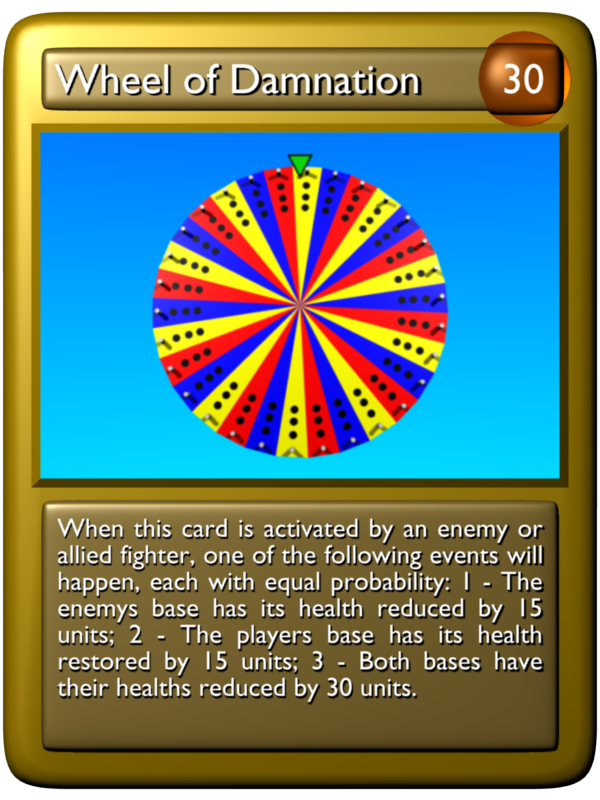 Wheel of Damnation
30
When this card is activated by an enemy or
allied fighter, one of the following events will
happen, each with equal probability: 1 - The
enemys base has its health reduced by 15
units; 2 - The players base has its health
restored by 15 units; 3 - Both bases have
their healths reduced by 30 units.